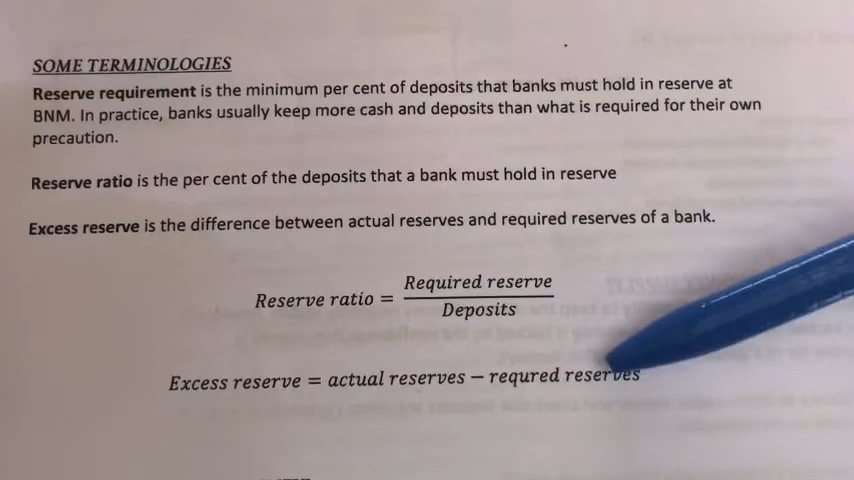 SOME TERMINOLOGIES
Reserve requirement is the minimum per cent of deposits that banks must hold in reserve at
BNM. In practice, banks usually keep more cash and deposits than what is required for their own
precaution.
Reserve ratio is the per cent of the deposits that a bank must hold in reserve
Excess reserve is the difference between actual reserves and required reserves of a bank.
Reserve ratio = Required reserve / Deposits
Excess reserve = actual reserves − requred reserves